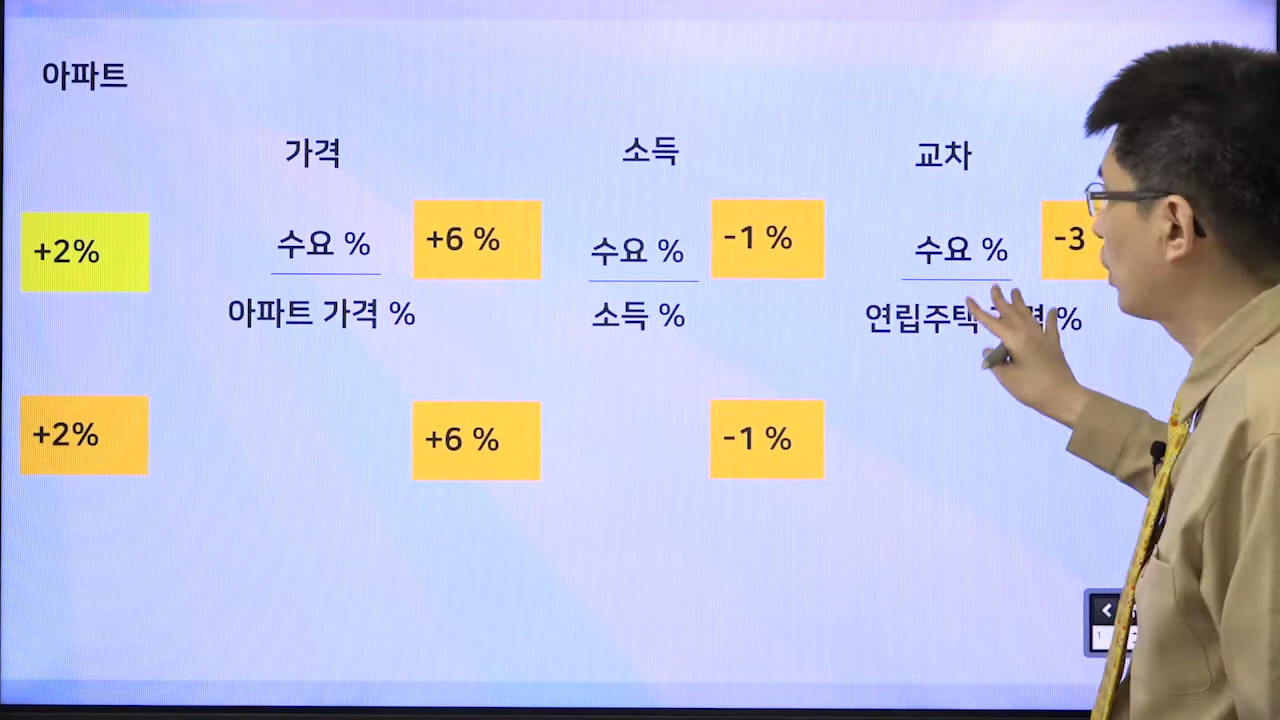 아파트
가격
소득
교차
+2%
수요 %
+6 %
수요 %
-1 %
수요 %
-3
아파트 가격 %
소득 %
연립주택 %
+2%
+6 %
-1 %